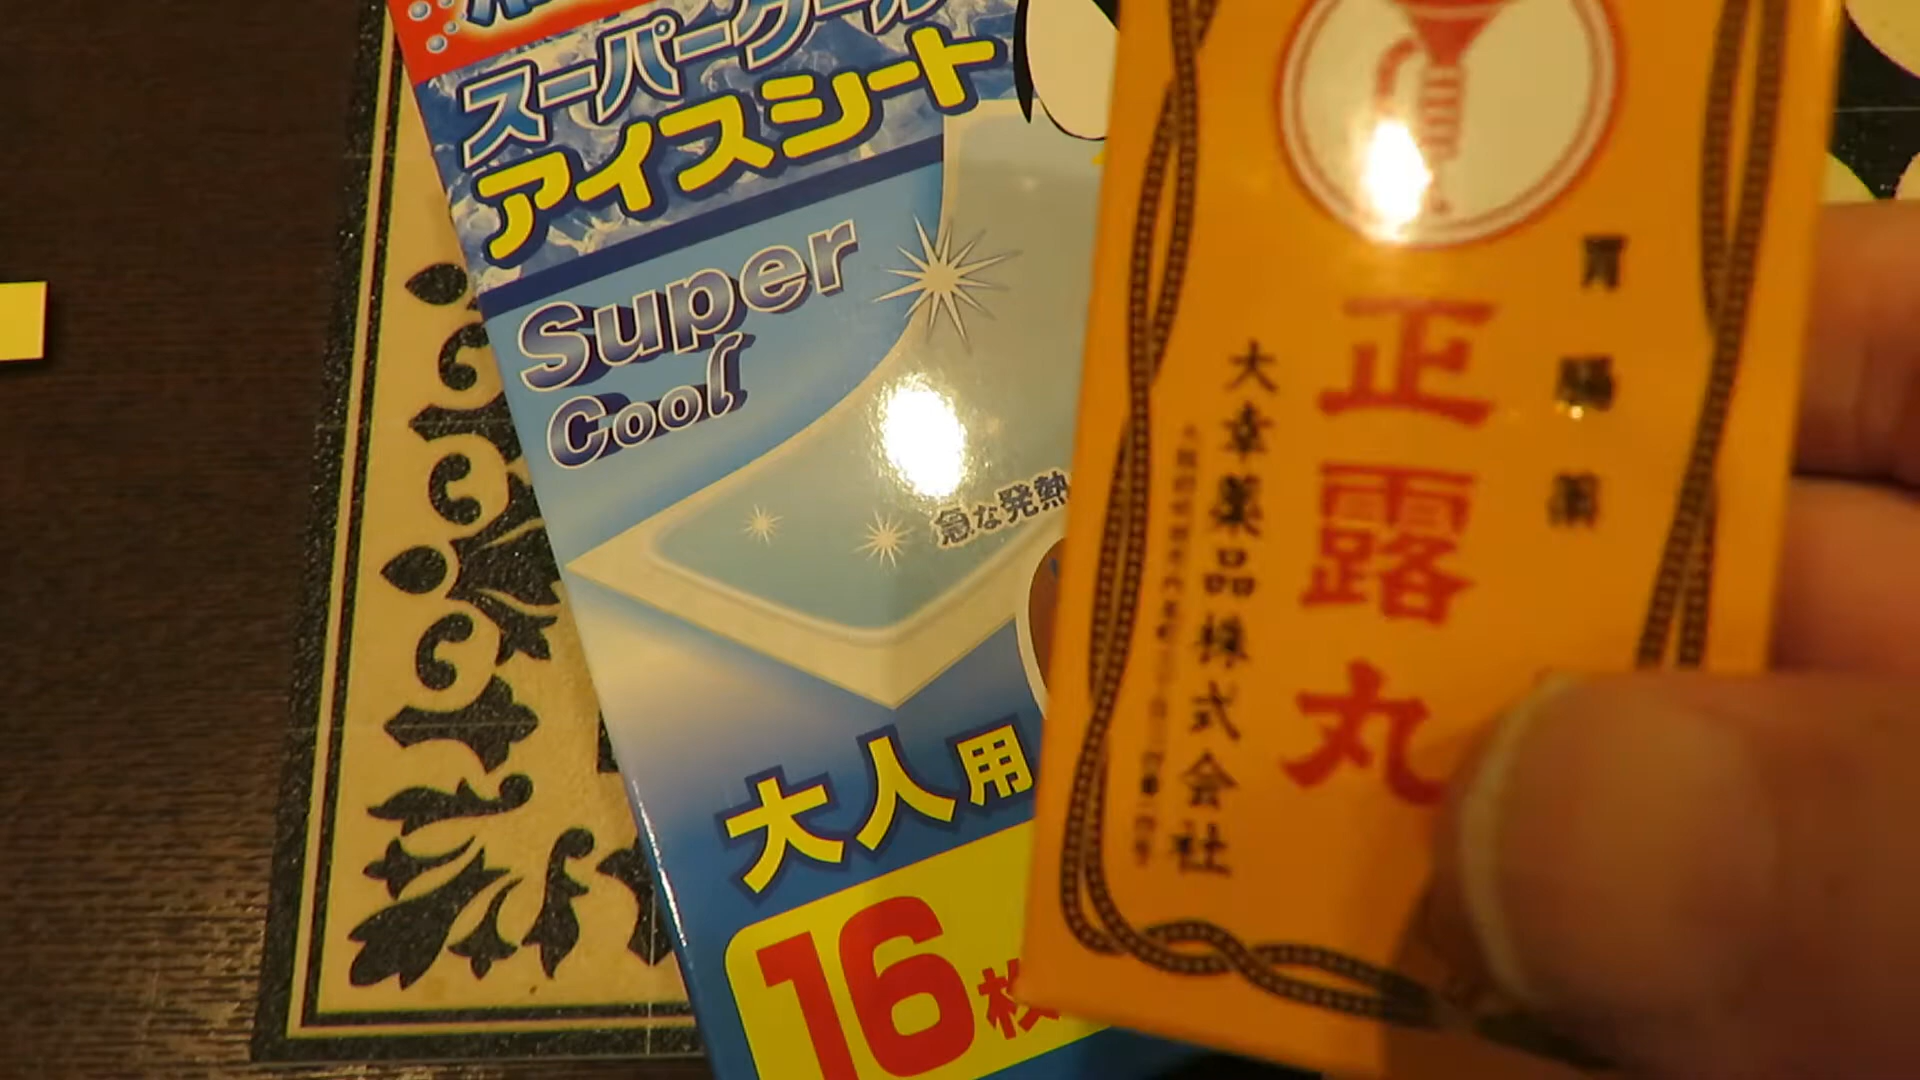 スーパークール
アイスシート
Super
Cool
急な発熱
大人用
16枚
胃腸薬
正露丸
大幸薬品株式会社